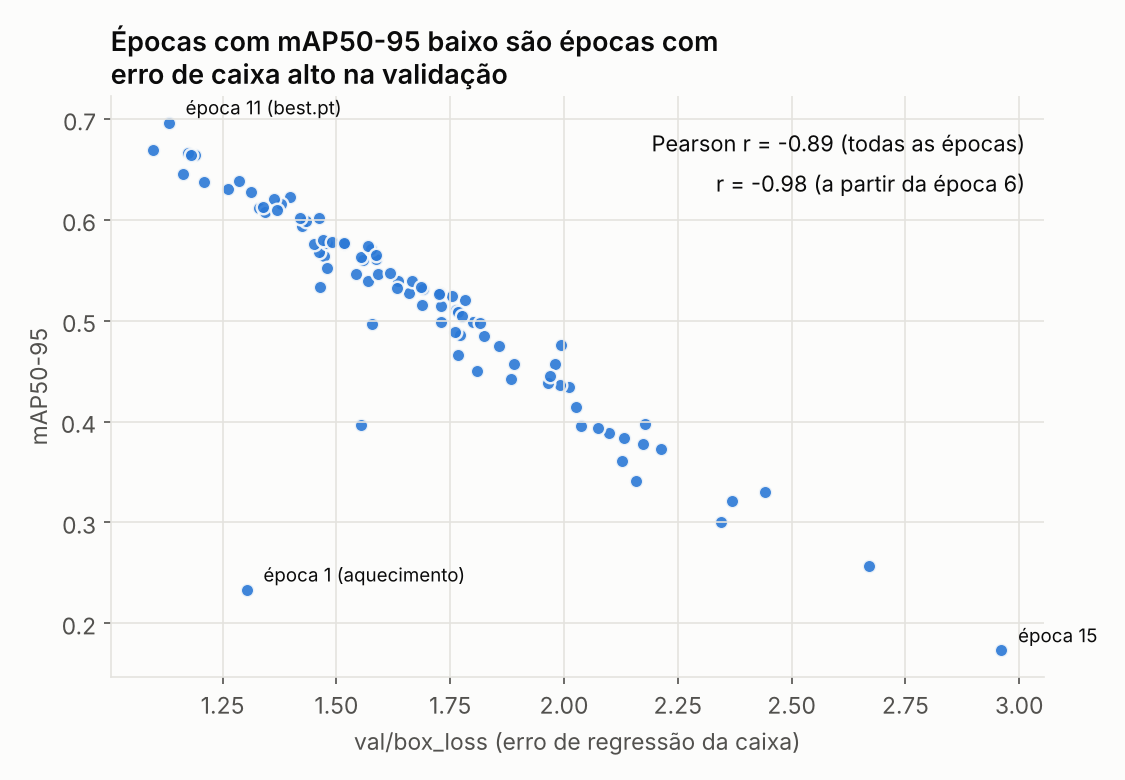 Épocas com mAP50-95 baixo são épocas com
erro de caixa alto na validação
época 11 (best.pt)
Pearson r = -0.89 (todas as épocas)
r = -0.98 (a partir da época 6)
época 1 (aquecimento)
época 15
mAP50-95
0.7
0.6
0.5
0.4
0.3
0.2
1.25 1.50 1.75 2.00 2.25 2.50 2.75 3.00
val/box_loss (erro de regressão da caixa)